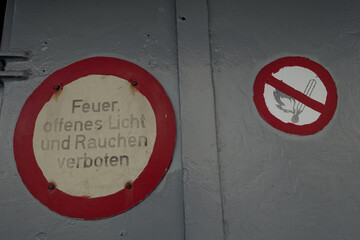 Feuer,
offenes Licht
und Rauchen
verboten